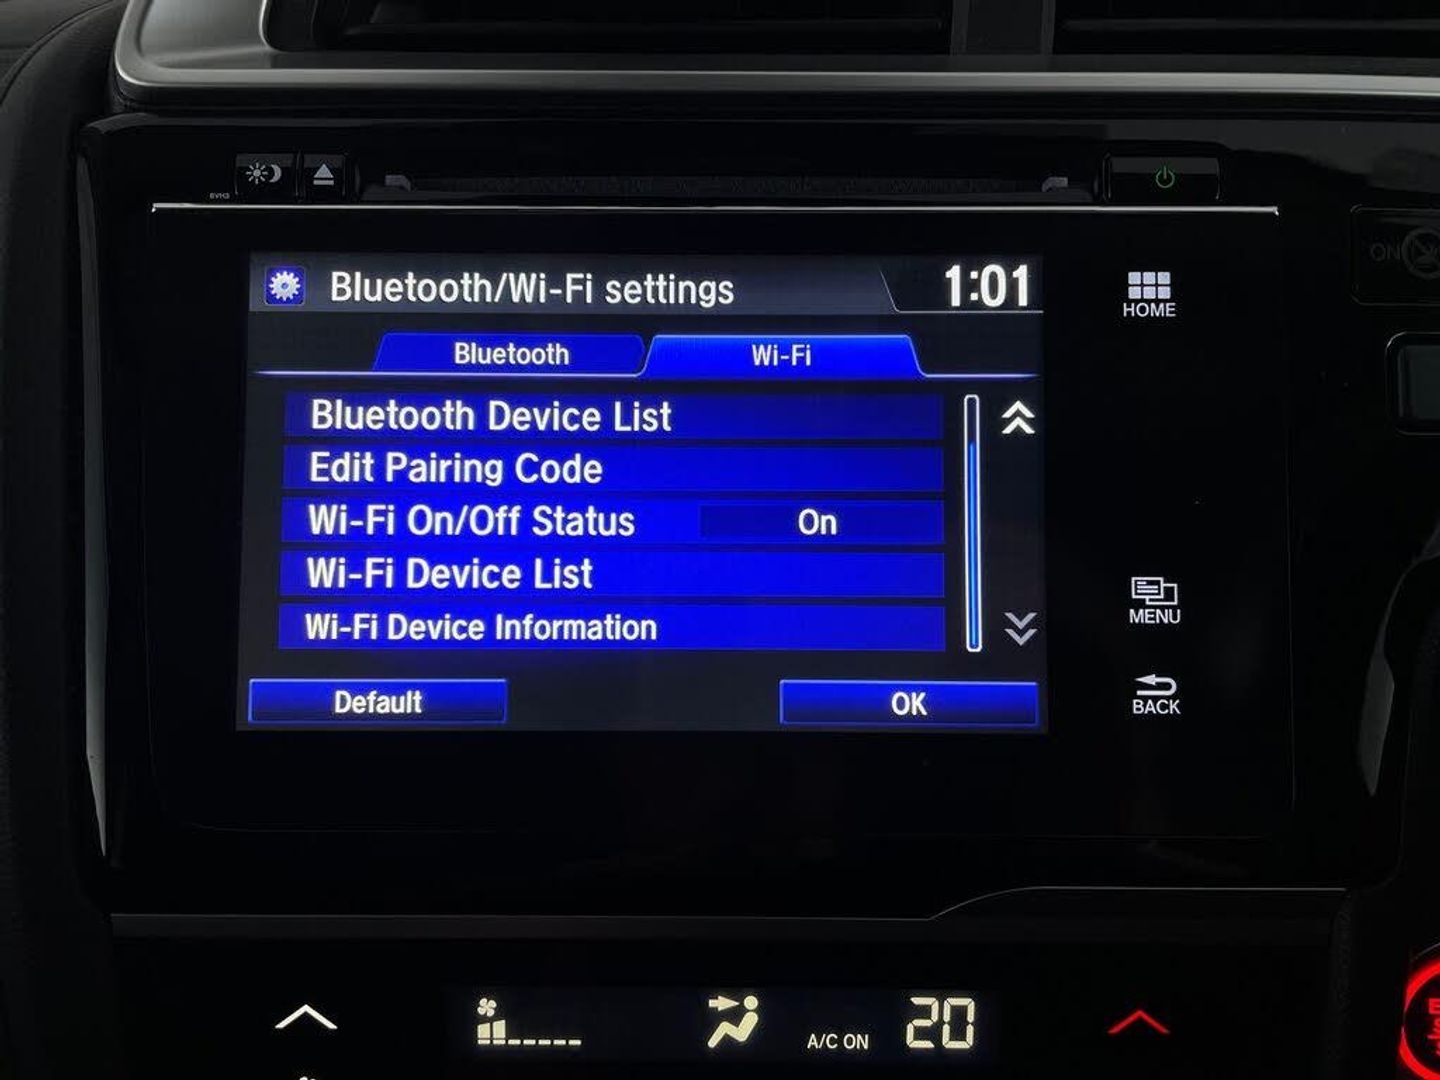 Bluetooth/Wi-Fi settings
1:01
HOME
Bluetooth
Wi-Fi
Bluetooth Device List
Edit Pairing Code
Wi-Fi On/Off Status
On
Wi-Fi Device List
Wi-Fi Device Information
MENU
Default
OK
BACK
A/C ON
20
ON